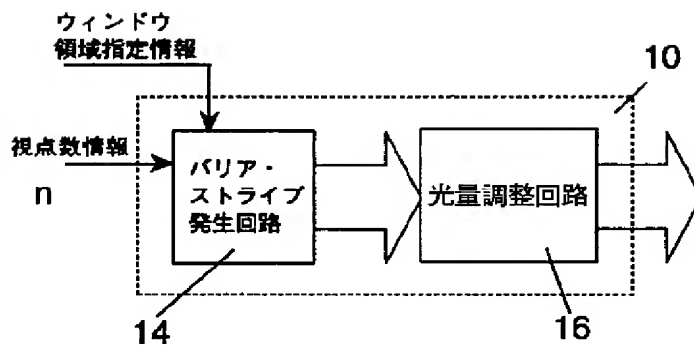 ウィンドウ
領域指定情報
10
視点数情報
n
バリア・
ストライプ
発生回路
光量調整回路
14
16